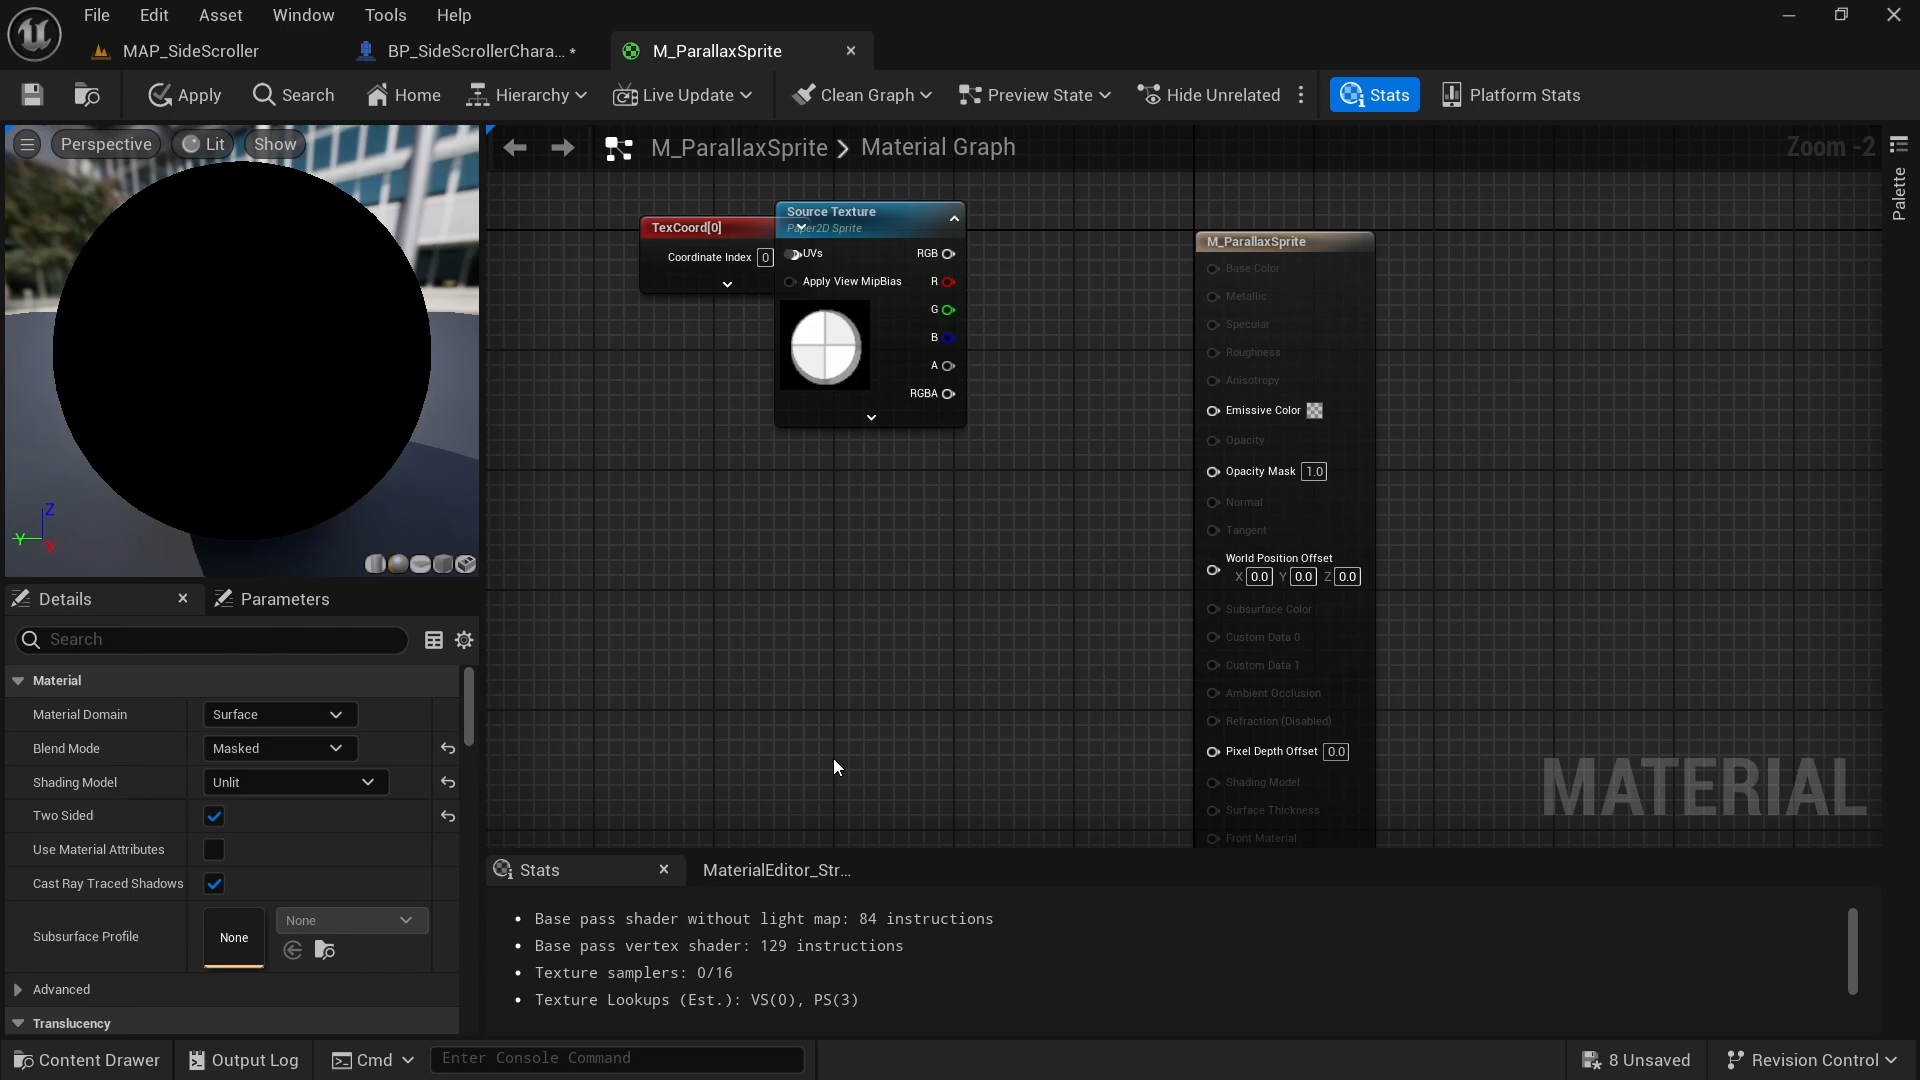 File Edit Asset Window Tools Help
MAP_SideScroller
BP_SideScrollerChara... *
M_ParallaxSprite
Apply Search Home Hierarchy Live Update Clean Graph Preview State Hide Unrelated Stats Platform Stats
Perspective Lit Show
M_ParallaxSprite > Material Graph
Zoom -2
Palette
TexCoord[0]
Coordinate Index 0
Source Texture
Paper2D Sprite
UVs RGB
Apply View MipBias R
G
B
A
RGBA
M_ParallaxSprite
Base Color
Metallic
Specular
Roughness
Anisotropy
Emissive Color
Opacity
Opacity Mask 1.0
Normal
Tangent
World Position Offset
X 0.0 Y 0.0 Z 0.0
Subsurface Color
Custom Data 0
Custom Data 1
Ambient Occlusion
Refraction (Disabled)
Pixel Depth Offset 0.0
Shading Model
Surface Thickness
Front Material
MATERIAL
Z
Y
X
Details Parameters
Search
Material
Material Domain Surface
Blend Mode Masked
Shading Model Unlit
Two Sided
Use Material Attributes
Cast Ray Traced Shadows
Subsurface Profile None None
Advanced
Translucency
Stats MaterialEditor_Str...
• Base pass shader without light map: 84 instructions
• Base pass vertex shader: 129 instructions
• Texture samplers: 0/16
• Texture Lookups (Est.): VS(0), PS(3)
Content Drawer Output Log Cmd Enter Console Command 8 Unsaved Revision Control